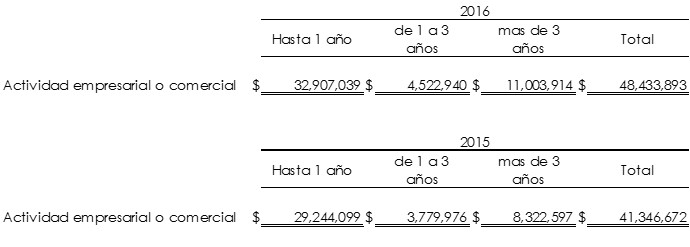 2016
Hasta 1 año de 1 a 3 años mas de 3 años Total
Actividad empresarial o comercial $ 32,907,039 $ 4,522,940 $ 11,003,914 $ 48,433,893
2015
Hasta 1 año de 1 a 3 años mas de 3 años Total
Actividad empresarial o comercial $ 29,244,099 $ 3,779,976 $ 8,322,597 $ 41,346,672